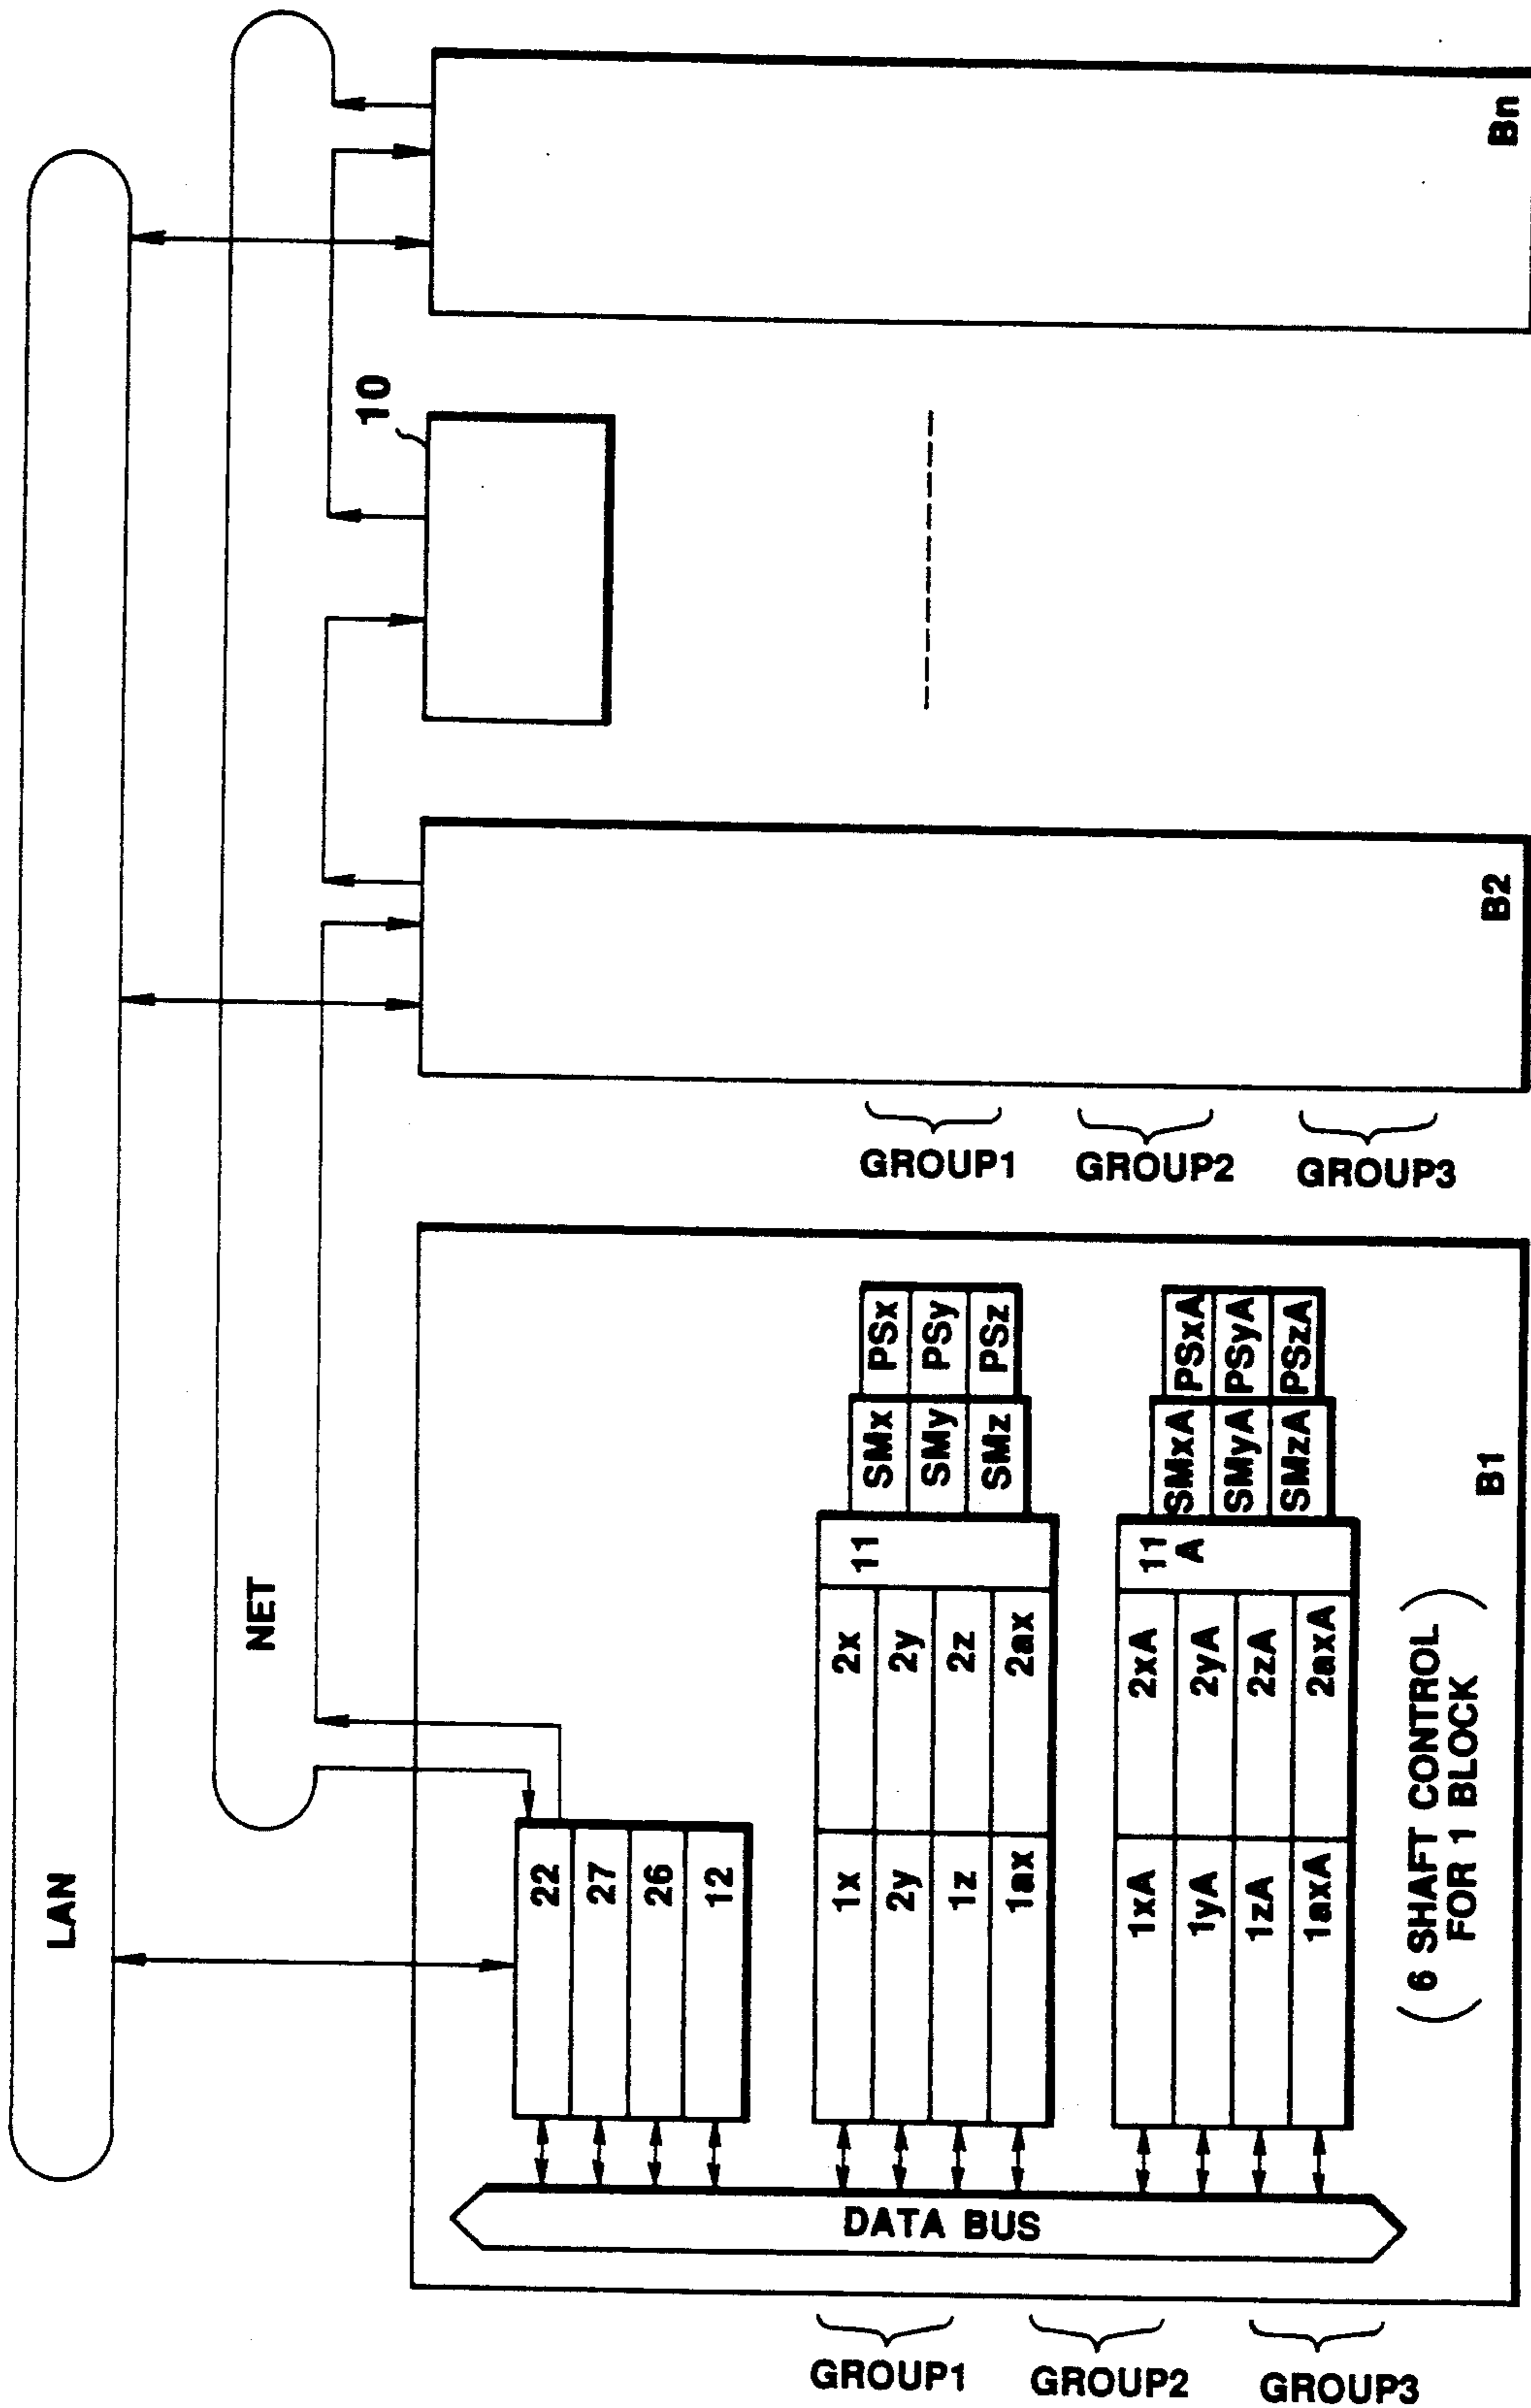 LAN
NET
10
22
27
26
12
1x
2x
2y
2y
1z
2z
1ax
2ax
11
SMx
PSx
SMy
PSy
SMz
PSz
1xA
2xA
1yA
2yA
1zA
2zA
1axA
2axA
11
A
SMxA
PSxA
SMyA
PSyA
SMzA
PSzA
DATA BUS
( 6 SHAFT CONTROL
FOR 1 BLOCK )
B1
B2
Bn
GROUP1
GROUP2
GROUP3
GROUP1
GROUP2
GROUP3